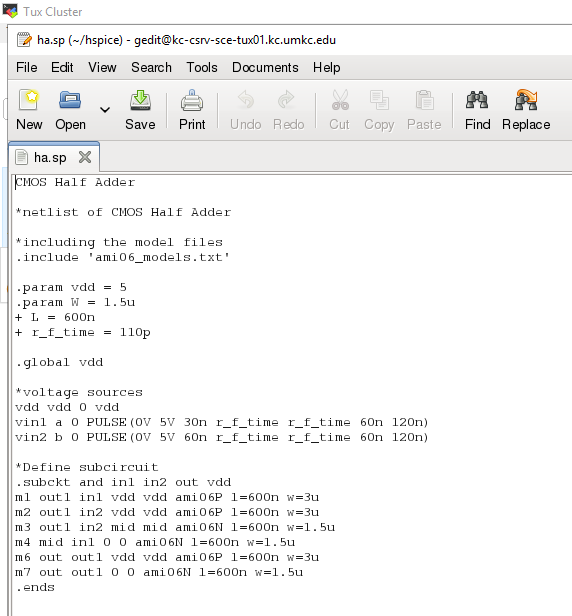 Tux Cluster
ha.sp (~/hspice) - gedit@kc-csrv-sce-tux01.kc.umkc.edu
File Edit View Search Tools Documents Help
New Open Save Print Undo Redo Cut Copy Paste Find Replace
ha.sp
CMOS Half Adder
*netlist of CMOS Half Adder
*including the model files
.include 'ami06_models.txt'
.param vdd = 5
.param W = 1.5u
+ L = 600n
+ r_f_time = 110p
.global vdd
*voltage sources
vdd vdd 0 vdd
vin1 a 0 PULSE(0V 5V 30n r_f_time r_f_time 60n 120n)
vin2 b 0 PULSE(0V 5V 60n r_f_time r_f_time 60n 120n)
*Define subcircuit
.subckt and in1 in2 out vdd
m1 out1 in1 vdd vdd ami06P l=600n w=3u
m2 out1 in2 vdd vdd ami06P l=600n w=3u
m3 out1 in2 mid mid ami06N l=600n w=1.5u
m4 mid in1 0 0 ami06N l=600n w=1.5u
m6 out out1 vdd vdd ami06P l=600n w=3u
m7 out out1 0 0 ami06N l=600n w=1.5u
.ends